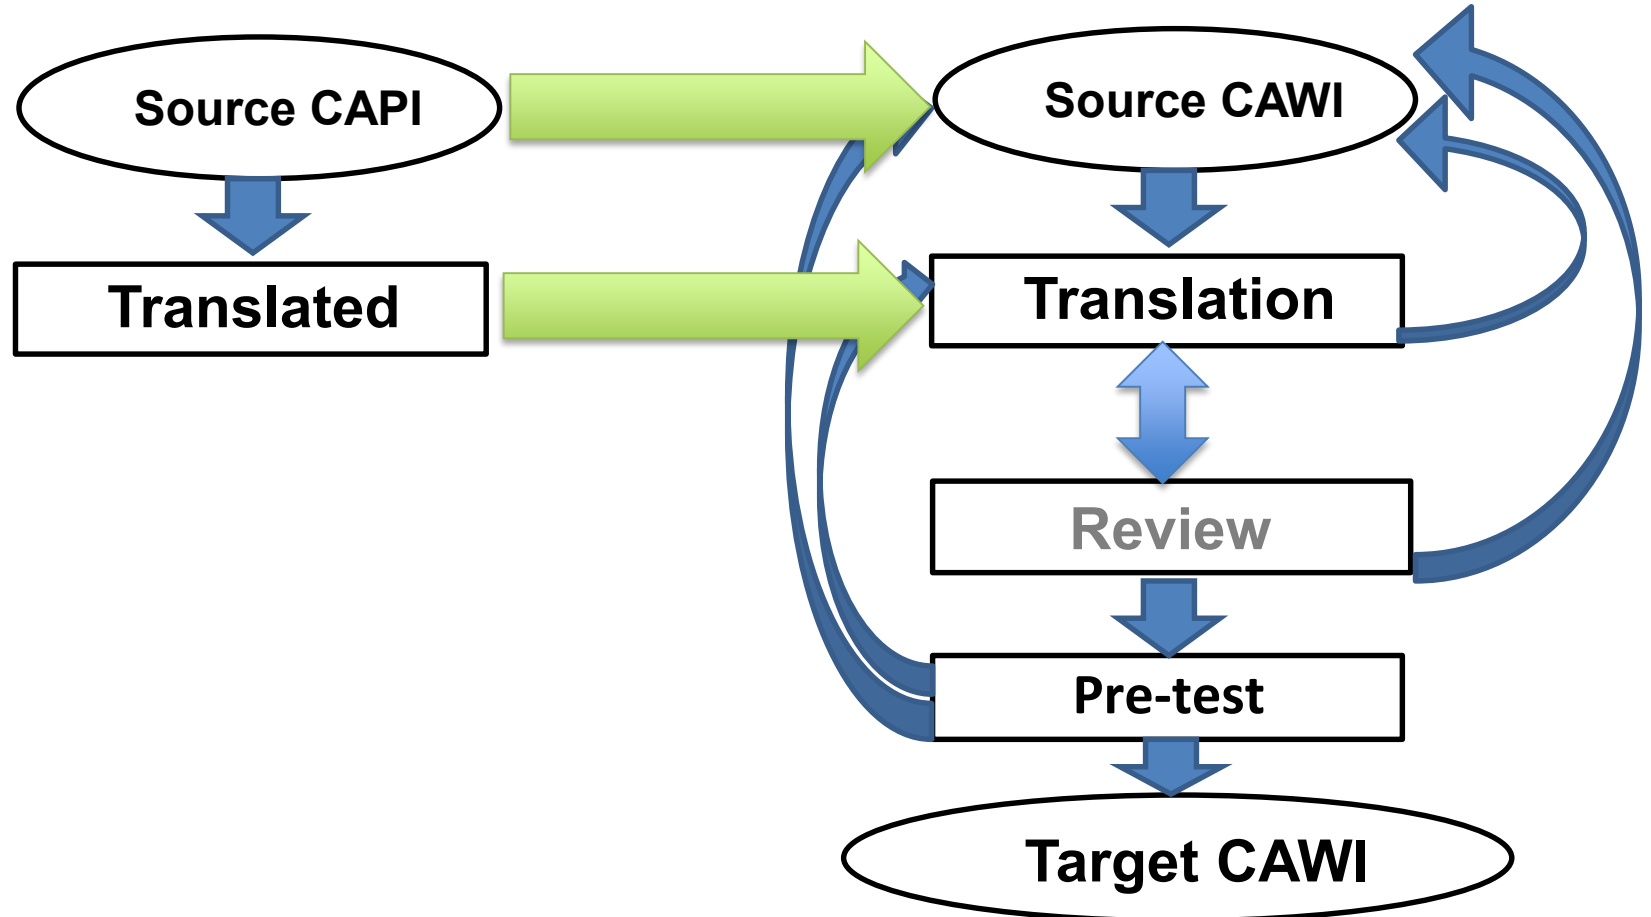 Source CAPI
Source CAWI
Translated
Translation
Review
Pre-test
Target CAWI